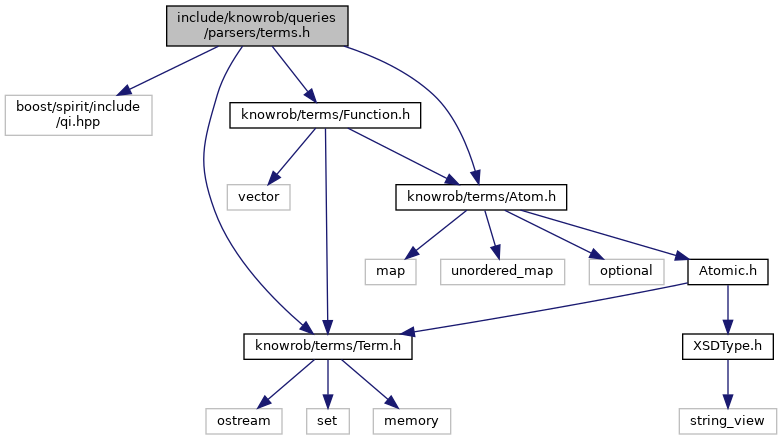 include/knowrob/queries
/parsers/terms.h
boost/spirit/include
/qi.hpp
knowrob/terms/Function.h
vector
knowrob/terms/Atom.h
map
unordered_map
optional
Atomic.h
knowrob/terms/Term.h
XSDType.h
ostream
set
memory
string_view